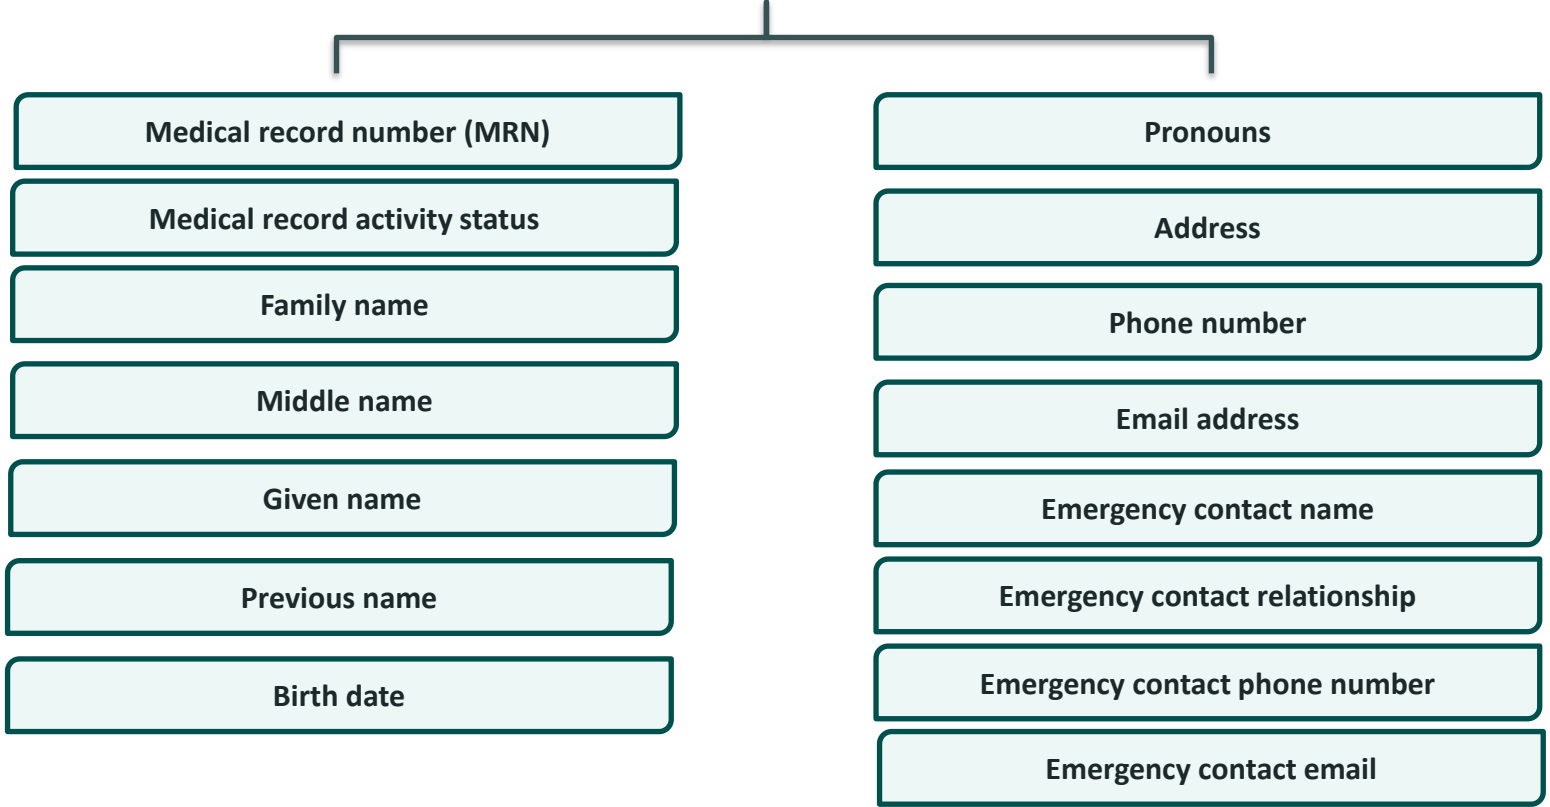 Medical record number (MRN)
Medical record activity status
Family name
Middle name
Given name
Previous name
Birth date
Pronouns
Address
Phone number
Email address
Emergency contact name
Emergency contact relationship
Emergency contact phone number
Emergency contact email